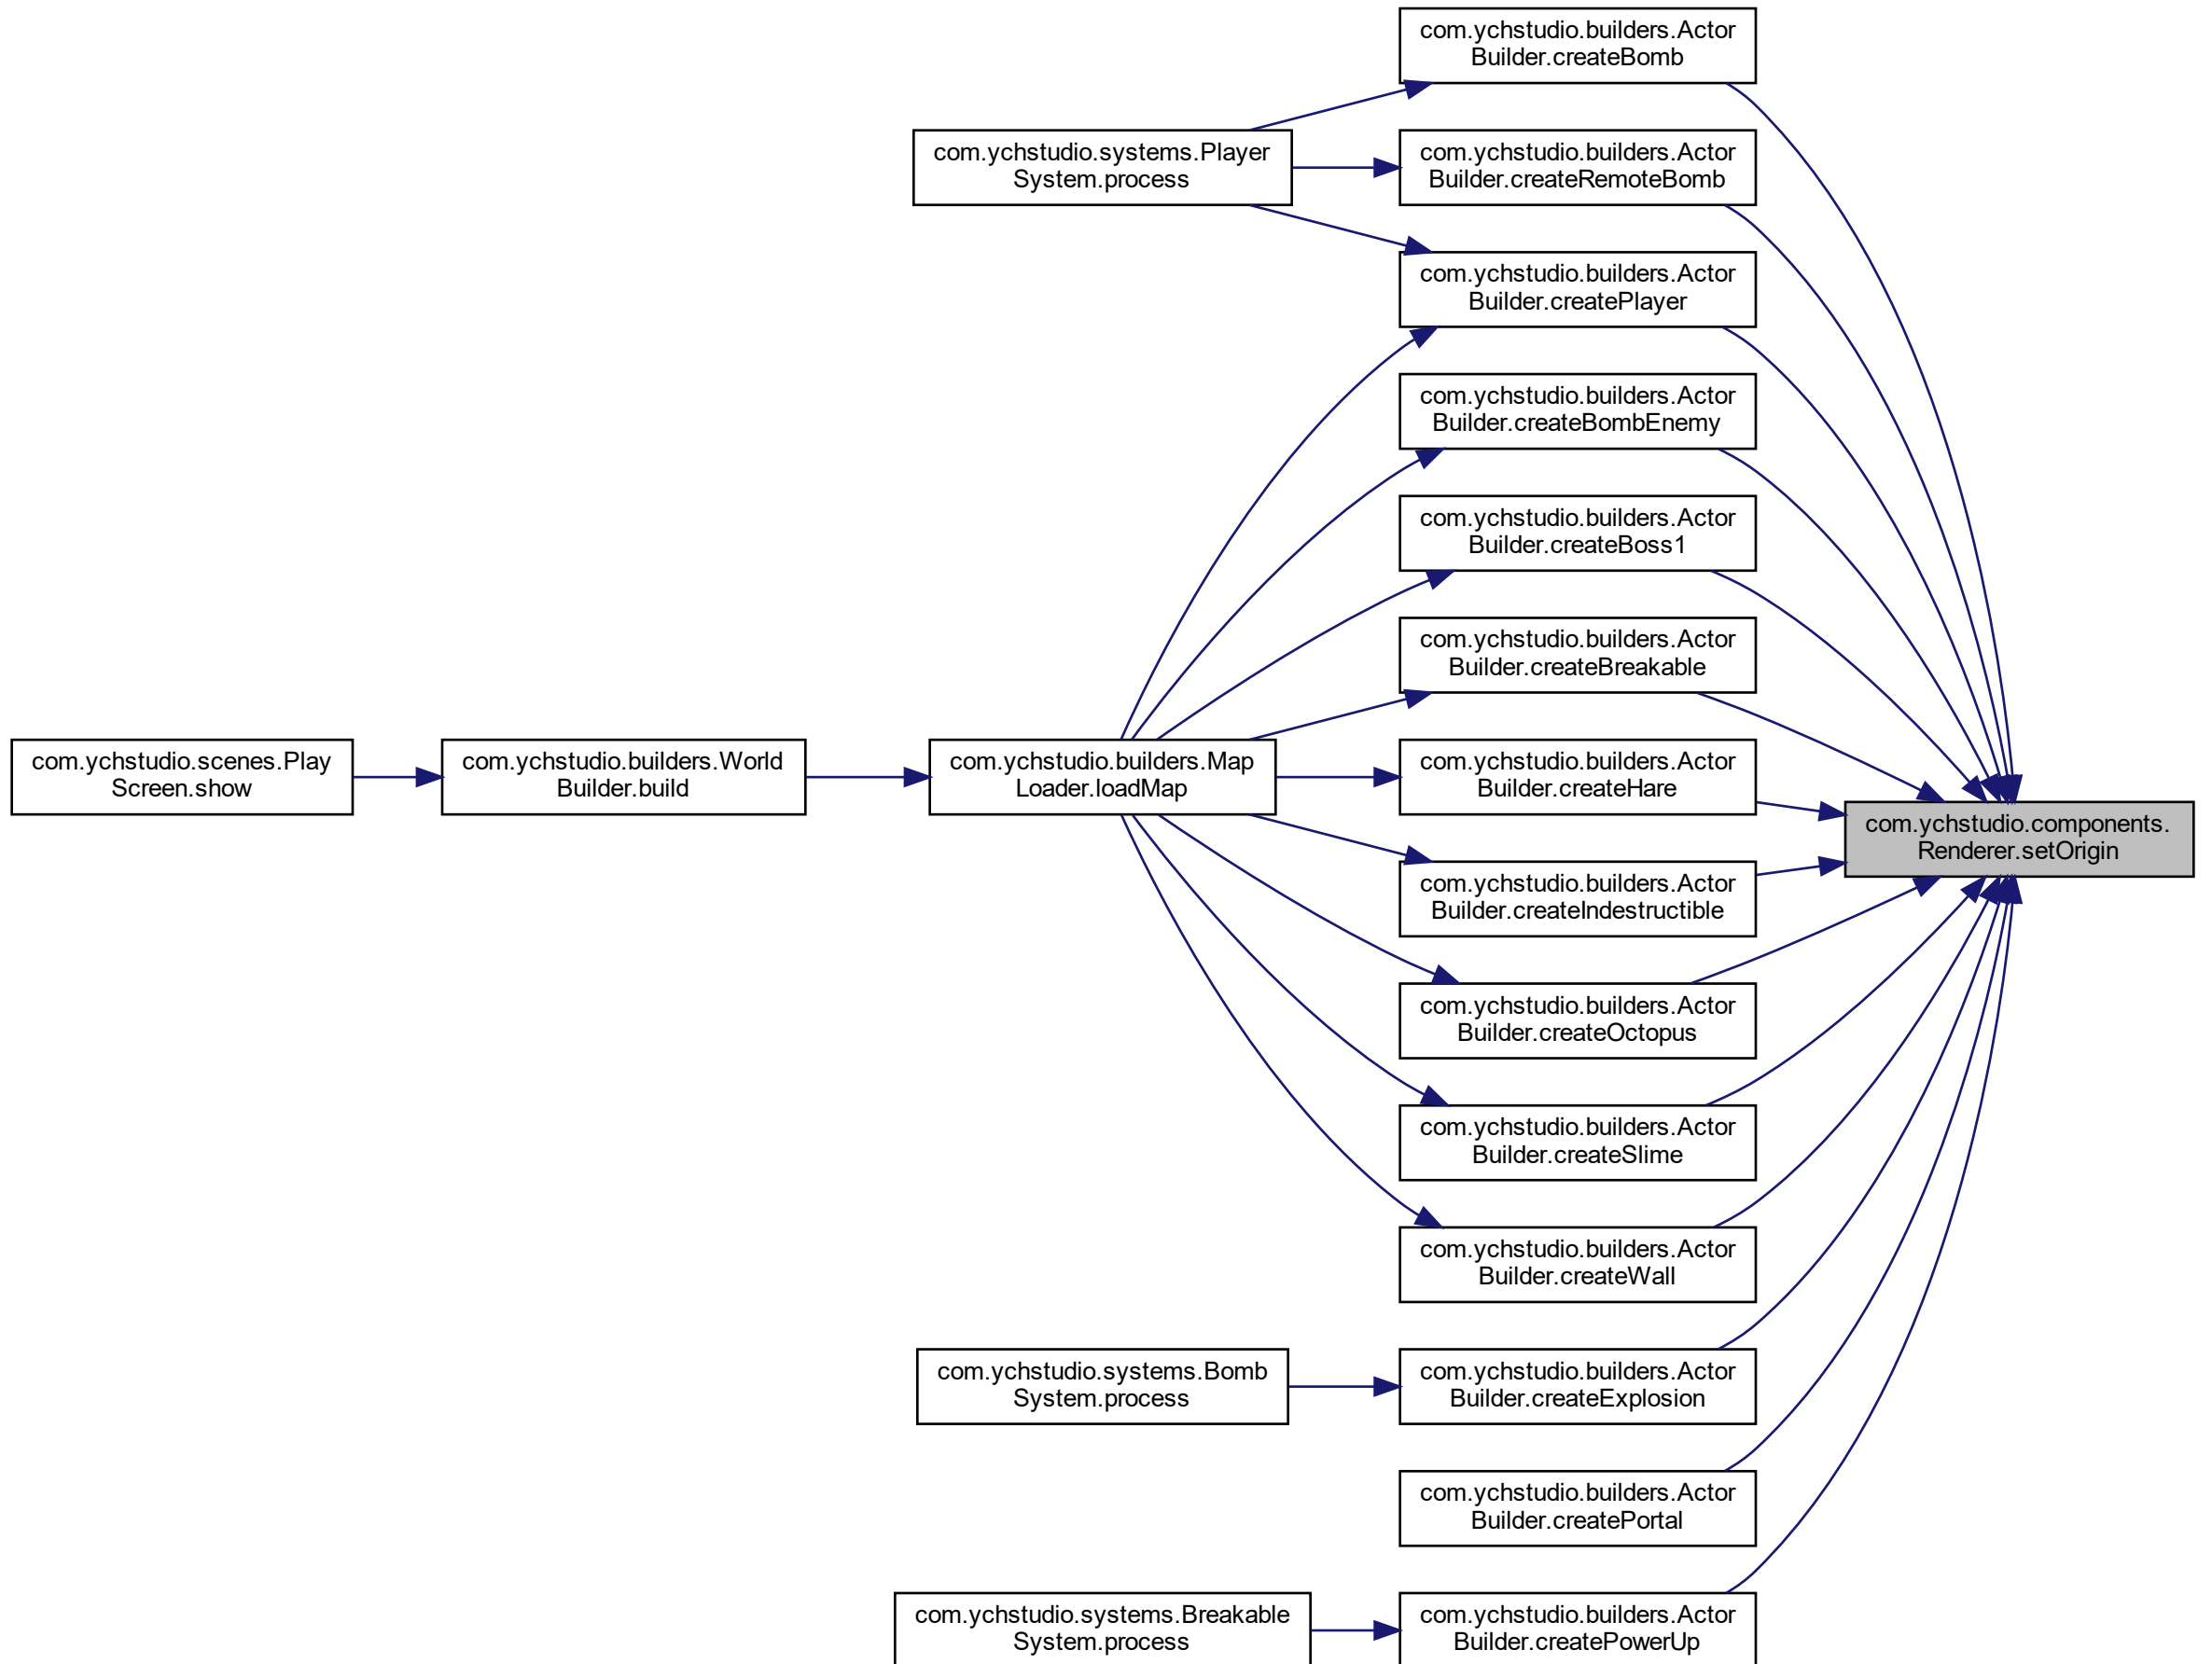 com.ychstudio.builders.Actor
Builder.createBomb
com.ychstudio.systems.Player
System.process
com.ychstudio.builders.Actor
Builder.createRemoteBomb
com.ychstudio.builders.Actor
Builder.createPlayer
com.ychstudio.builders.Actor
Builder.createBombEnemy
com.ychstudio.builders.Actor
Builder.createBoss1
com.ychstudio.builders.Actor
Builder.createBreakable
com.ychstudio.scenes.Play
Screen.show
com.ychstudio.builders.World
Builder.build
com.ychstudio.builders.Map
Loader.loadMap
com.ychstudio.builders.Actor
Builder.createHare
com.ychstudio.components.
Renderer.setOrigin
com.ychstudio.builders.Actor
Builder.createIndestructible
com.ychstudio.builders.Actor
Builder.createOctopus
com.ychstudio.builders.Actor
Builder.createSlime
com.ychstudio.builders.Actor
Builder.createWall
com.ychstudio.systems.Bomb
System.process
com.ychstudio.builders.Actor
Builder.createExplosion
com.ychstudio.builders.Actor
Builder.createPortal
com.ychstudio.systems.Breakable
System.process
com.ychstudio.builders.Actor
Builder.createPowerUp